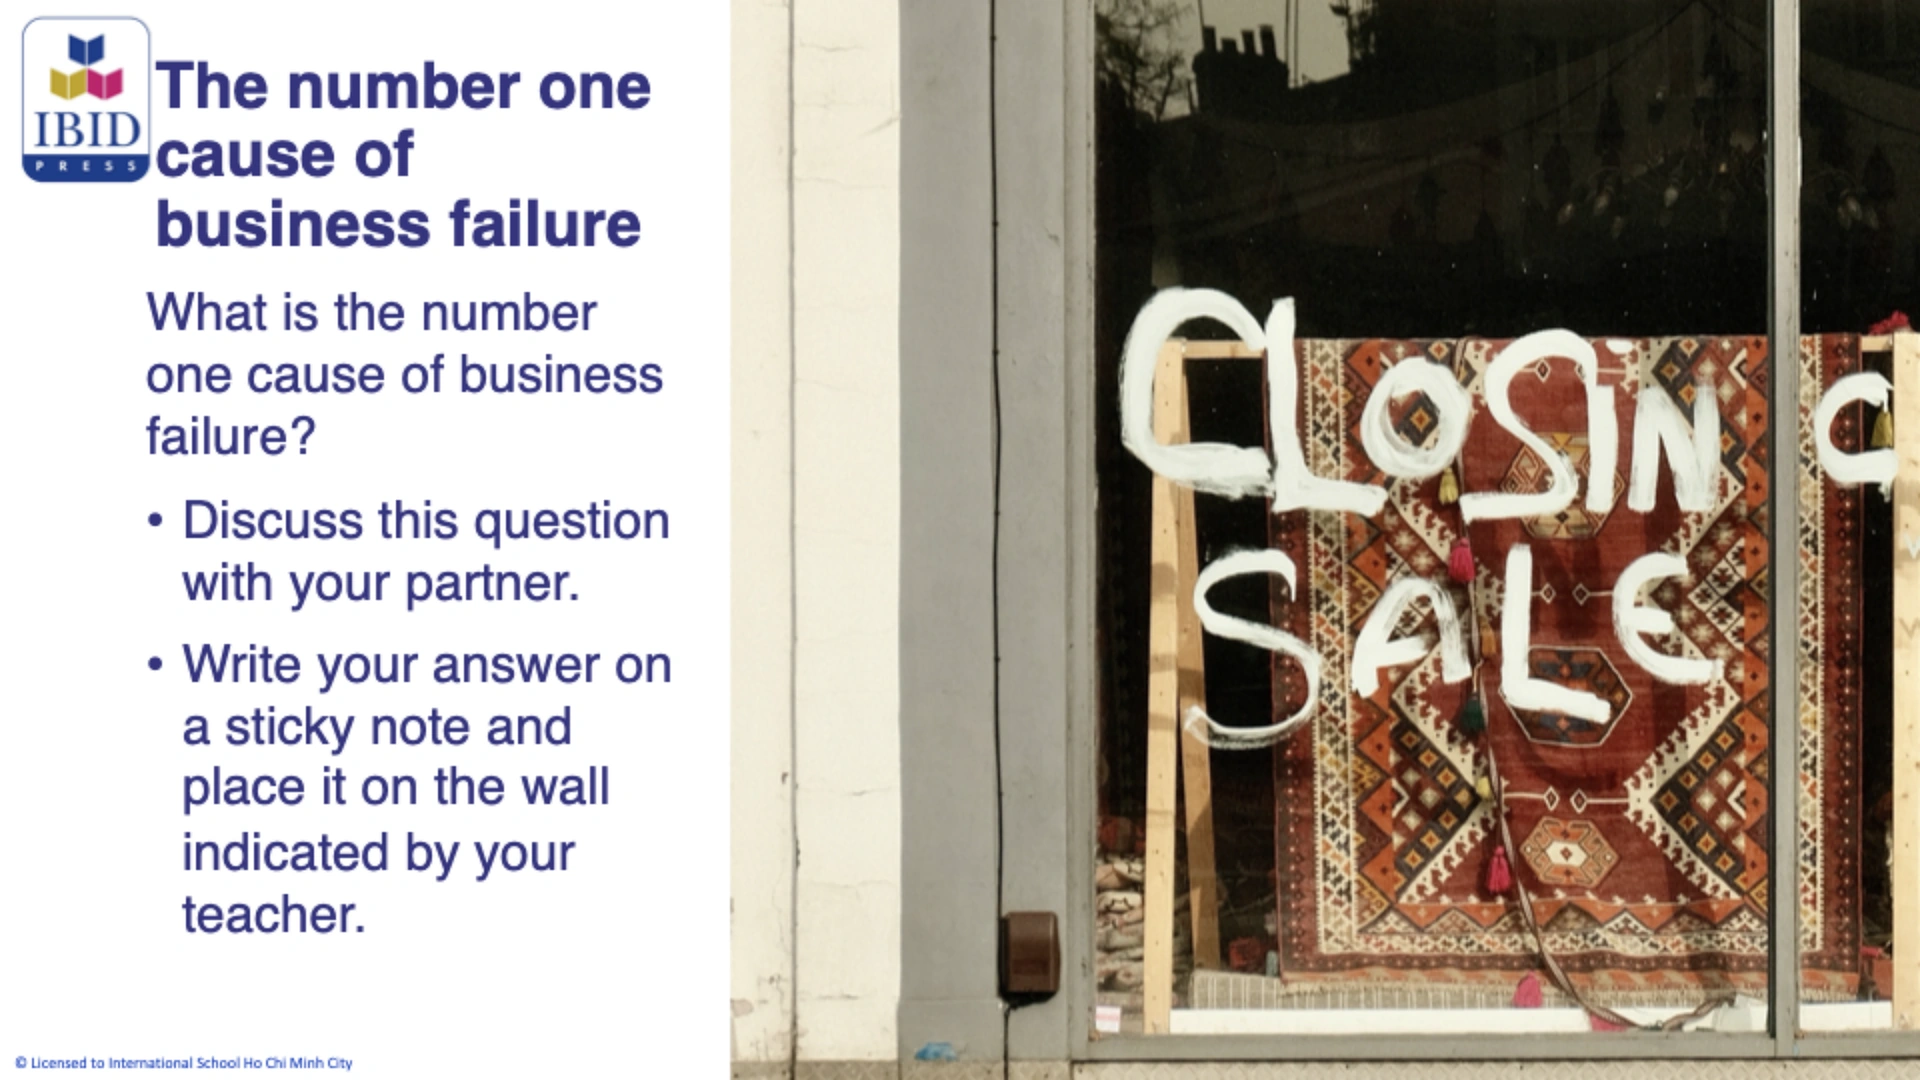 IBID
PRESS
The number one
cause of
business failure
What is the number
one cause of business
failure?
• Discuss this question
with your partner.
• Write your answer on
a sticky note and
place it on the wall
indicated by your
teacher.
© Licensed to International School Ho Chi Minh City
CLOSING
SALE